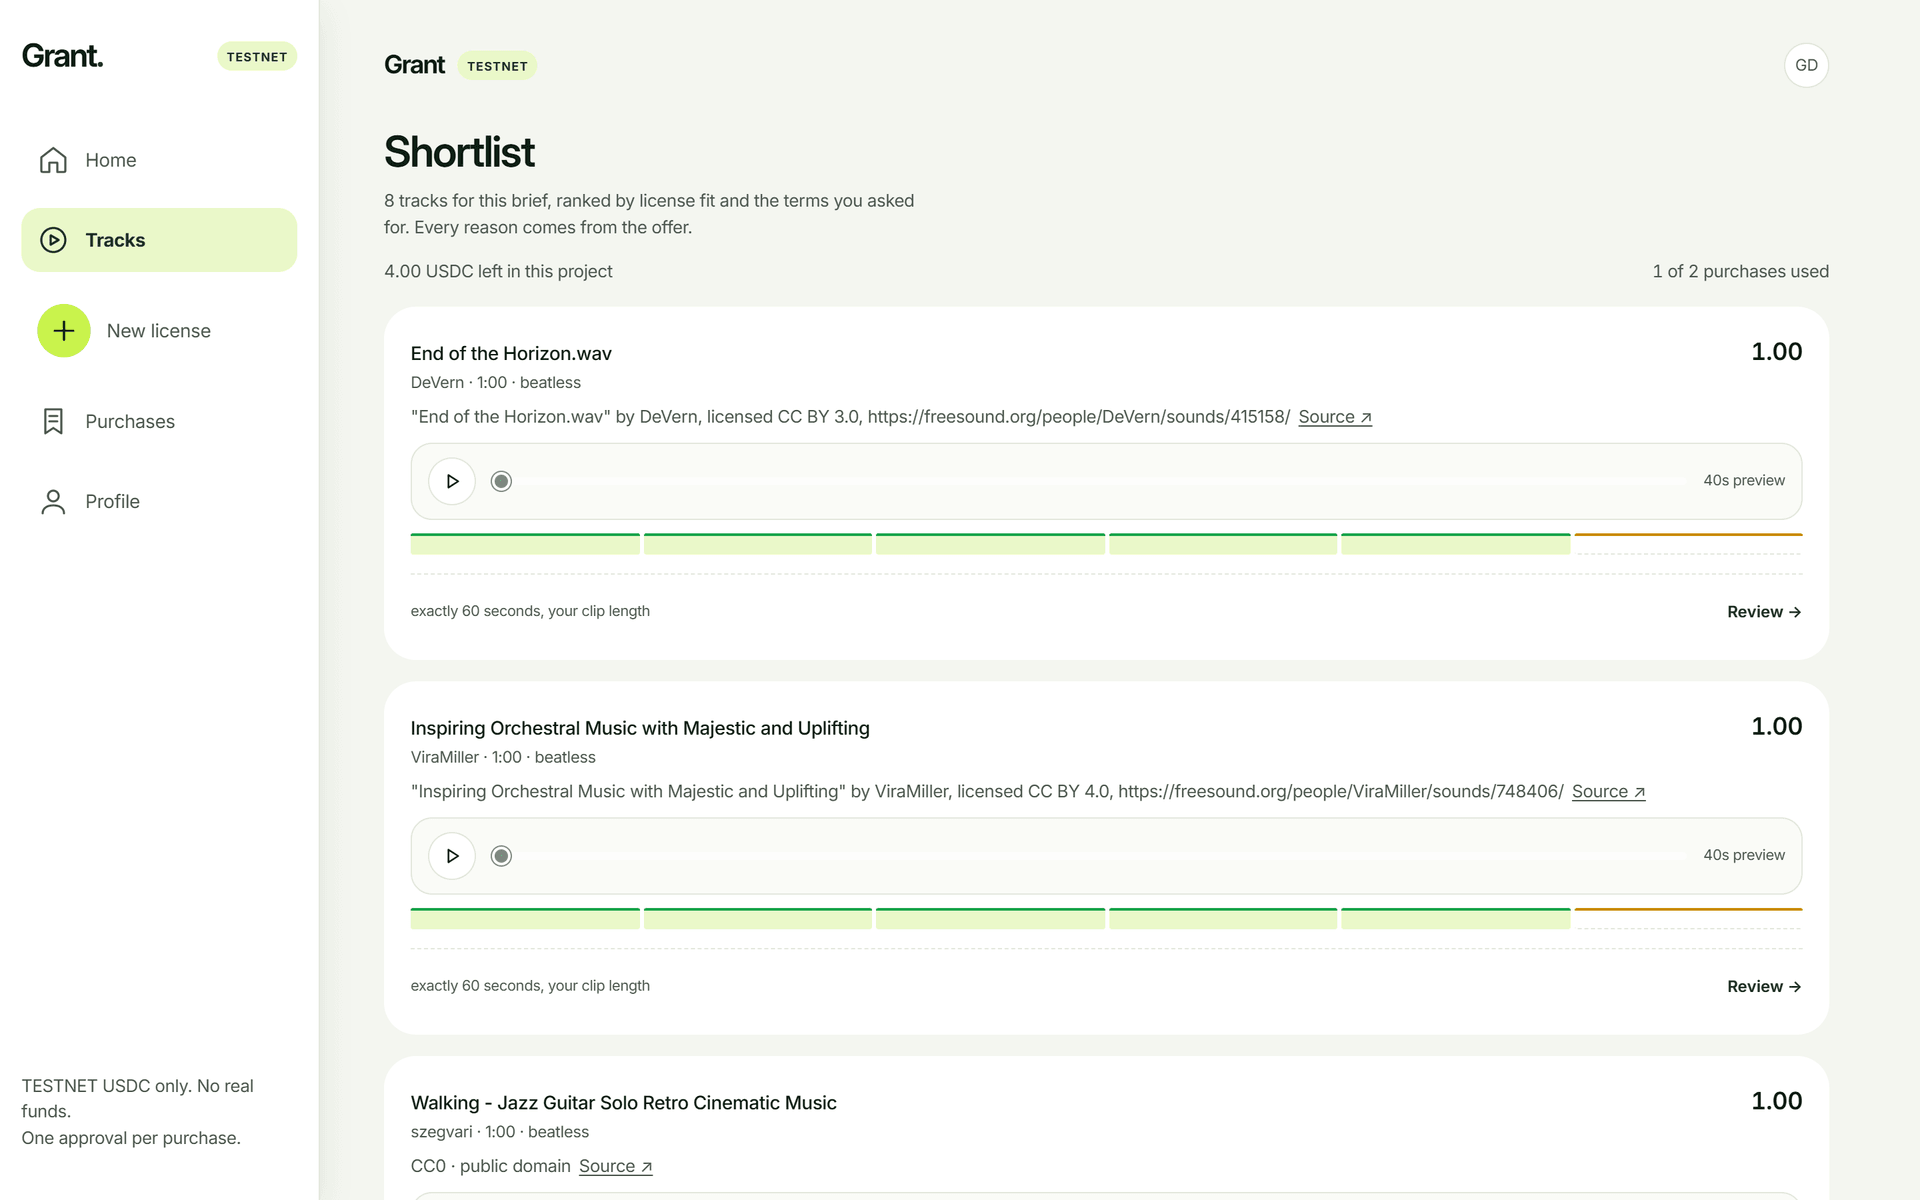 Grant.
TESTNET
Home
Tracks
New license
Purchases
Profile
TESTNET USDC only. No real
funds.
One approval per purchase.
Grant
TESTNET
GD
Shortlist
8 tracks for this brief, ranked by license fit and the terms you asked
for. Every reason comes from the offer.
4.00 USDC left in this project
1 of 2 purchases used
End of the Horizon.wav
1.00
DeVern · 1:00 · beatless
"End of the Horizon.wav" by DeVern, licensed CC BY 3.0, https://freesound.org/people/DeVern/sounds/415158/ Source ↗
40s preview
exactly 60 seconds, your clip length
Review →
Inspiring Orchestral Music with Majestic and Uplifting
1.00
ViraMiller · 1:00 · beatless
"Inspiring Orchestral Music with Majestic and Uplifting" by ViraMiller, licensed CC BY 4.0, https://freesound.org/people/ViraMiller/sounds/748406/ Source ↗
40s preview
exactly 60 seconds, your clip length
Review →
Walking - Jazz Guitar Solo Retro Cinematic Music
1.00
szegvari · 1:00 · beatless
CC0 · public domain Source ↗